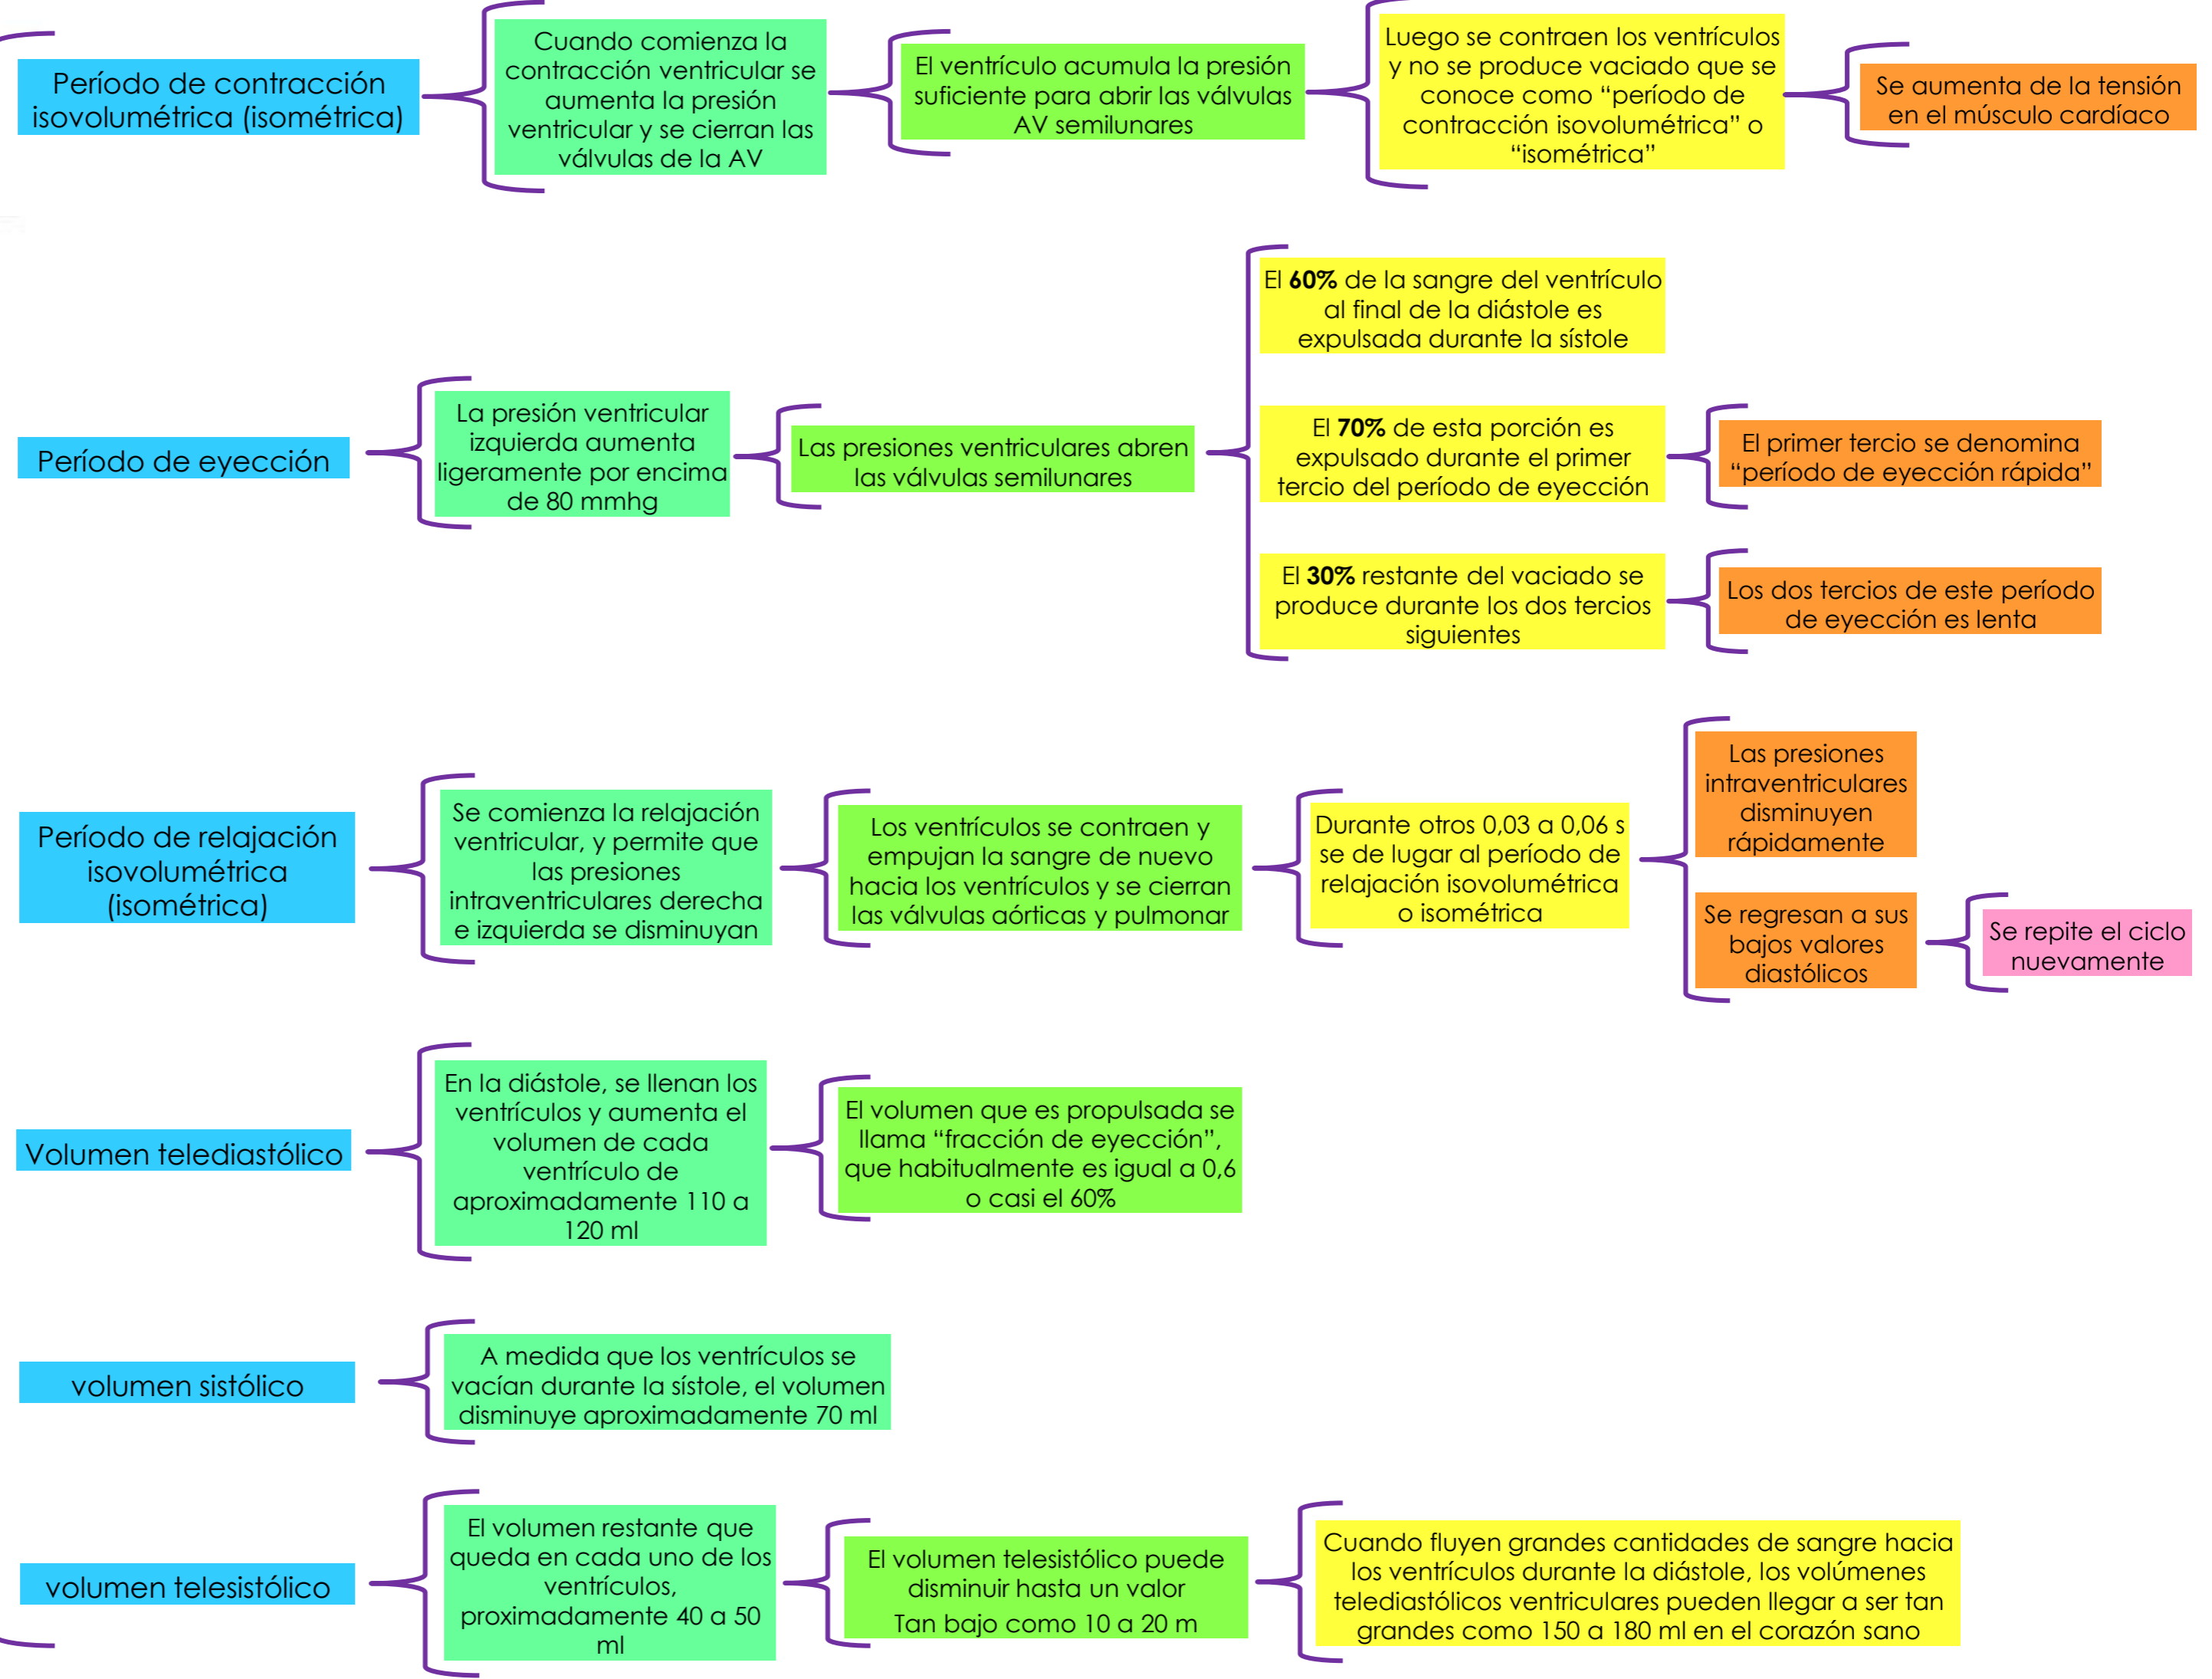 Período de contracción
isovolumétrica (isométrica)
Cuando comienza la
contracción ventricular se
aumenta la presión
ventricular y se cierran las
válvulas de la AV
El ventrículo acumula la presión
suficiente para abrir las válvulas
AV semilunares
Luego se contraen los ventrículos
y no se produce vaciado que se
conoce como “período de
contracción isovolumétrica” o
“isométrica”
Se aumenta de la tensión
en el músculo cardíaco
Período de eyección
La presión ventricular
izquierda aumenta
ligeramente por encima
de 80 mmhg
Las presiones ventriculares abren
las válvulas semilunares
El 60% de la sangre del ventrículo
al final de la diástole es
expulsada durante la sístole
El 70% de esta porción es
expulsado durante el primer
tercio del período de eyección
El primer tercio se denomina
“período de eyección rápida”
El 30% restante del vaciado se
produce durante los dos tercios
siguientes
Los dos tercios de este período
de eyección es lenta
Período de relajación
isovolumétrica
(isométrica)
Se comienza la relajación
ventricular, y permite que
las presiones
intraventriculares derecha
e izquierda se disminuyan
Los ventrículos se contraen y
empujan la sangre de nuevo
hacia los ventrículos y se cierran
las válvulas aórticas y pulmonar
Durante otros 0,03 a 0,06 s
se de lugar al período de
relajación isovolumétrica
o isométrica
Las presiones
intraventriculares
disminuyen
rápidamente
Se regresan a sus
bajos valores
diastólicos
Se repite el ciclo
nuevamente
Volumen telediastólico
En la diástole, se llenan los
ventrículos y aumenta el
volumen de cada
ventrículo de
aproximadamente 110 a
120 ml
El volumen que es propulsada se
llama “fracción de eyección”,
que habitualmente es igual a 0,6
o casi el 60%
volumen sistólico
A medida que los ventrículos se
vacían durante la sístole, el volumen
disminuye aproximadamente 70 ml
volumen telesistólico
El volumen restante que
queda en cada uno de los
ventrículos,
proximadamente 40 a 50
ml
El volumen telesistólico puede
disminuir hasta un valor
Tan bajo como 10 a 20 m
Cuando fluyen grandes cantidades de sangre hacia
los ventrículos durante la diástole, los volúmenes
telediastólicos ventriculares pueden llegar a ser tan
grandes como 150 a 180 ml en el corazón sano